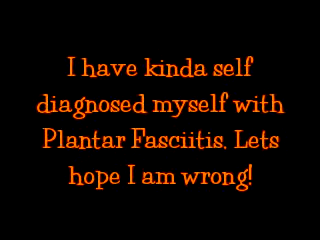 I have kinda self
diagnosed myself with
Plantar Fasciitis. Lets
hope I am wrong!